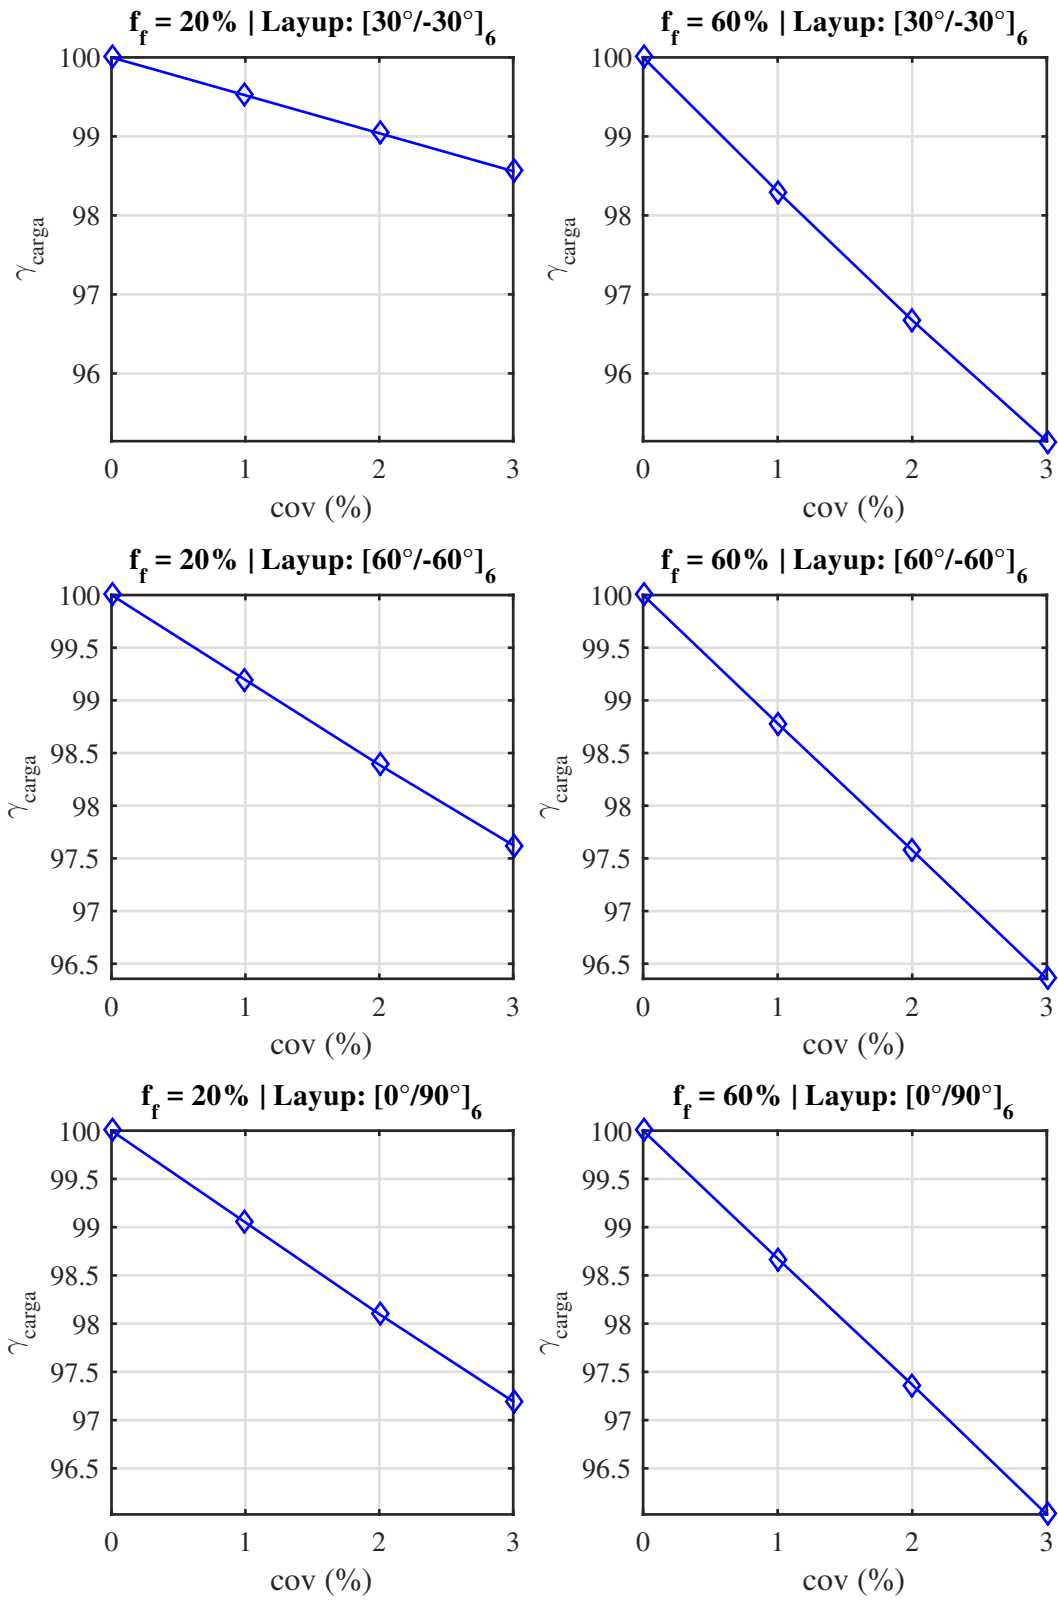 f_f = 20% | Layup: [30°/-30°]_6
100
99
98
97
96
γ_carga
0 1 2 3
cov (%)
f_f = 60% | Layup: [30°/-30°]_6
100
99
98
97
96
γ_carga
0 1 2 3
cov (%)
f_f = 20% | Layup: [60°/-60°]_6
100
99.5
99
98.5
98
97.5
97
96.5
γ_carga
0 1 2 3
cov (%)
f_f = 60% | Layup: [60°/-60°]_6
100
99.5
99
98.5
98
97.5
97
96.5
γ_carga
0 1 2 3
cov (%)
f_f = 20% | Layup: [0°/90°]_6
100
99.5
99
98.5
98
97.5
97
96.5
γ_carga
0 1 2 3
cov (%)
f_f = 60% | Layup: [0°/90°]_6
100
99.5
99
98.5
98
97.5
97
96.5
γ_carga
0 1 2 3
cov (%)